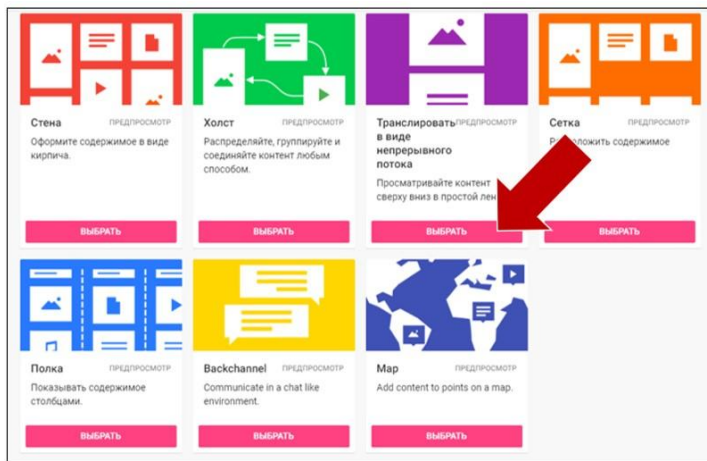 Стена ПРЕДПРОСМОТР
Оформите содержимое в виде
кирпича.
ВЫБРАТЬ
Холст ПРЕДПРОСМОТР
Распределяйте, группируйте и
соединяйте контент любым
способом.
ВЫБРАТЬ
Транслировать ПРЕДПРОСМОТР
в виде
непрерывного
потока
Просматривайте контент
сверху вниз в простой
ВЫБРАТЬ
Сетка ПРЕДПРОСМОТР
содержимое
ВЫБРАТЬ
Полка ПРЕДПРОСМОТР
Показывать содержимое
столбцами.
ВЫБРАТЬ
Backchannel ПРЕДПРОСМОТР
Communicate in a chat like
environment.
ВЫБРАТЬ
Map ПРЕДПРОСМОТР
Add content to points on a map.
ВЫБРАТЬ